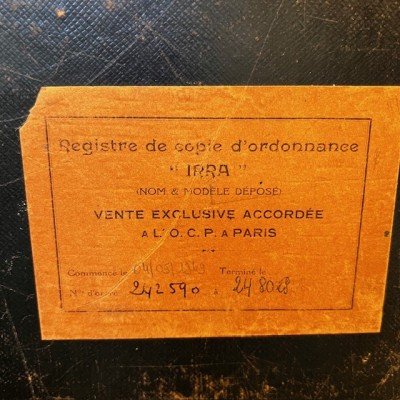 Registre de copie d'ordonnance
"IRRA"
(NOM & MODÈLE DÉPOSÉ)
VENTE EXCLUSIVE ACCORDÉE
A L'O.C.P. A PARIS
Commencé le Terminé le
Nos d'ordre 242590 à 248028